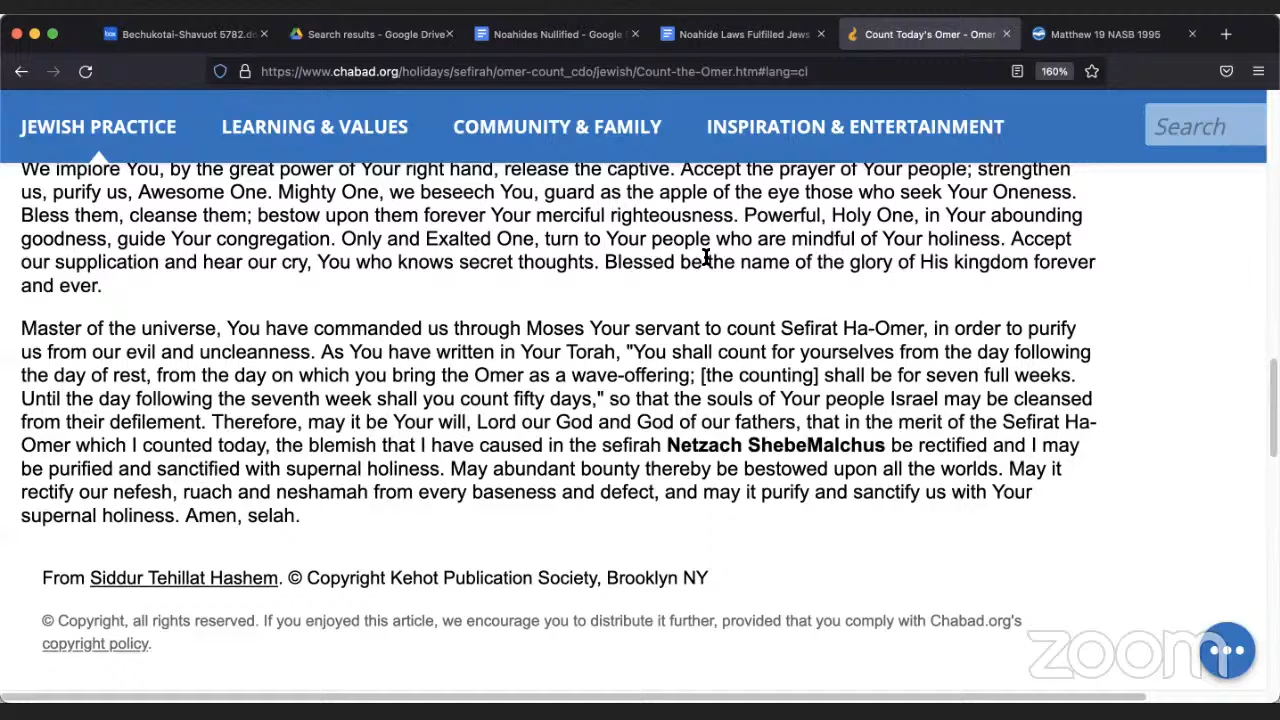 Bechukotai-Shavuot 5782.d
Search results - Google Drive
Noahides Nullified - Google
Noahide Laws Fulfilled Jews
Count Today's Omer - Omer
Matthew 19 NASB 1995
https://www.chabad.org/holidays/sefirah/omer-count_cdo/jewish/Count-the-Omer.htm#lang=cl
160%
JEWISH PRACTICE LEARNING & VALUES COMMUNITY & FAMILY INSPIRATION & ENTERTAINMENT Search
We implore You, by the great power of Your right hand, release the captive. Accept the prayer of Your people; strengthen
us, purify us, Awesome One. Mighty One, we beseech You, guard as the apple of the eye those who seek Your Oneness.
Bless them, cleanse them; bestow upon them forever Your merciful righteousness. Powerful, Holy One, in Your abounding
goodness, guide Your congregation. Only and Exalted One, turn to Your people who are mindful of Your holiness. Accept
our supplication and hear our cry, You who knows secret thoughts. Blessed be the name of the glory of His kingdom forever
and ever.
Master of the universe, You have commanded us through Moses Your servant to count Sefirat Ha-Omer, in order to purify
us from our evil and uncleanness. As You have written in Your Torah, "You shall count for yourselves from the day following
the day of rest, from the day on which you bring the Omer as a wave-offering; [the counting] shall be for seven full weeks.
Until the day following the seventh week shall you count fifty days," so that the souls of Your people Israel may be cleansed
from their defilement. Therefore, may it be Your will, Lord our God and God of our fathers, that in the merit of the Sefirat Ha-
Omer which I counted today, the blemish that I have caused in the sefirah Netzach ShebeMalchus be rectified and I may
be purified and sanctified with supernal holiness. May abundant bounty thereby be bestowed upon all the worlds. May it
rectify our nefesh, ruach and neshamah from every baseness and defect, and may it purify and sanctify us with Your
supernal holiness. Amen, selah.
From Siddur Tehillat Hashem. © Copyright Kehot Publication Society, Brooklyn NY
© Copyright, all rights reserved. If you enjoyed this article, we encourage you to distribute it further, provided that you comply with Chabad.org's
copyright policy.
zoom